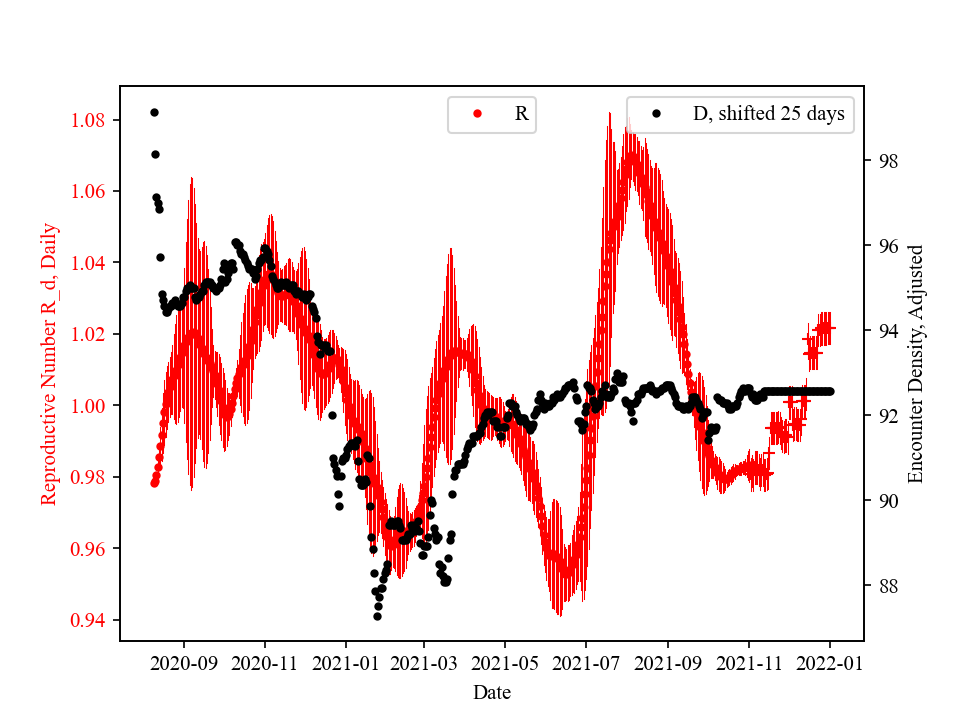 R
D, shifted 25 days
Reproductive Number R_d, Daily
1.08
1.06
1.04
1.02
1.00
0.98
0.96
0.94
98
96
94
92
90
88
Encounter Density, Adjusted
2020-09 2020-11 2021-01 2021-03 2021-05 2021-07 2021-09 2021-11 2022-01
Date